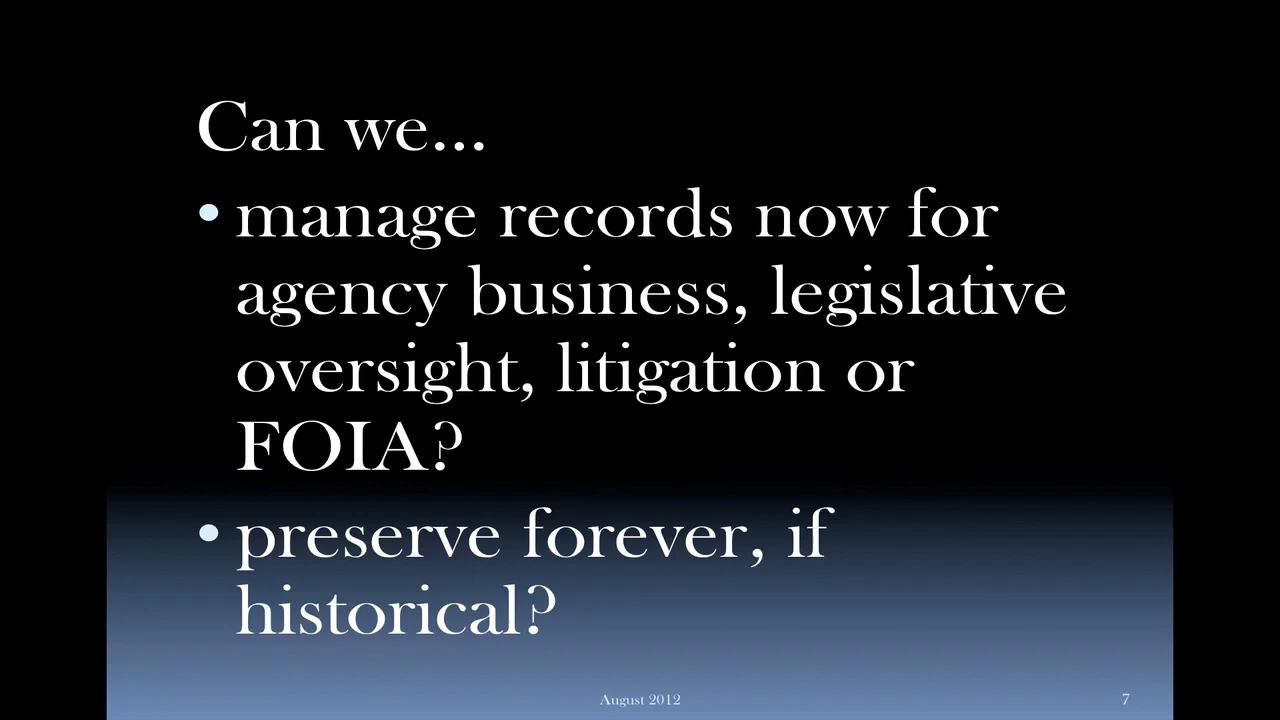 Can we...
• manage records now for
agency business, legislative
oversight, litigation or
FOIA?
• preserve forever, if
historical?
August 2012
7